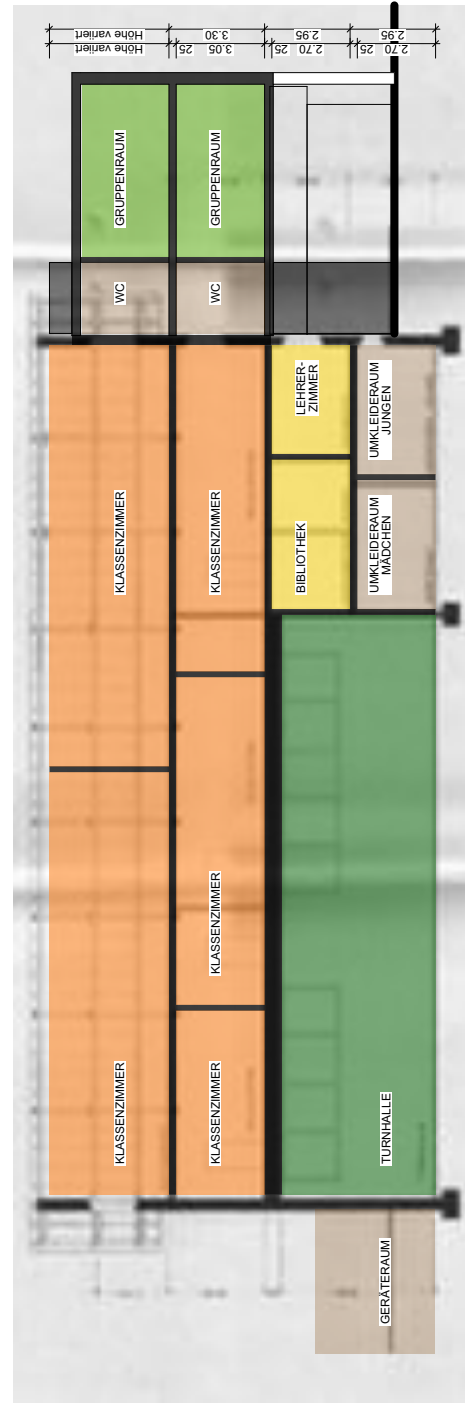 Höhe variiert
3.30
2.95
2.95
Höhe variiert
3.05
25
2.70
25
2.70
25
GRUPPENRAUM
GRUPPENRAUM
WC
WC
KLASSENZIMMER
KLASSENZIMMER
LEHRER-
ZIMMER
UMKLEIDERAUM
JUNGEN
BIBLIOTHEK
UMKLEIDERAUM
MÄDCHEN
KLASSENZIMMER
KLASSENZIMMER
KLASSENZIMMER
TURNHALLE
GERÄTERAUM